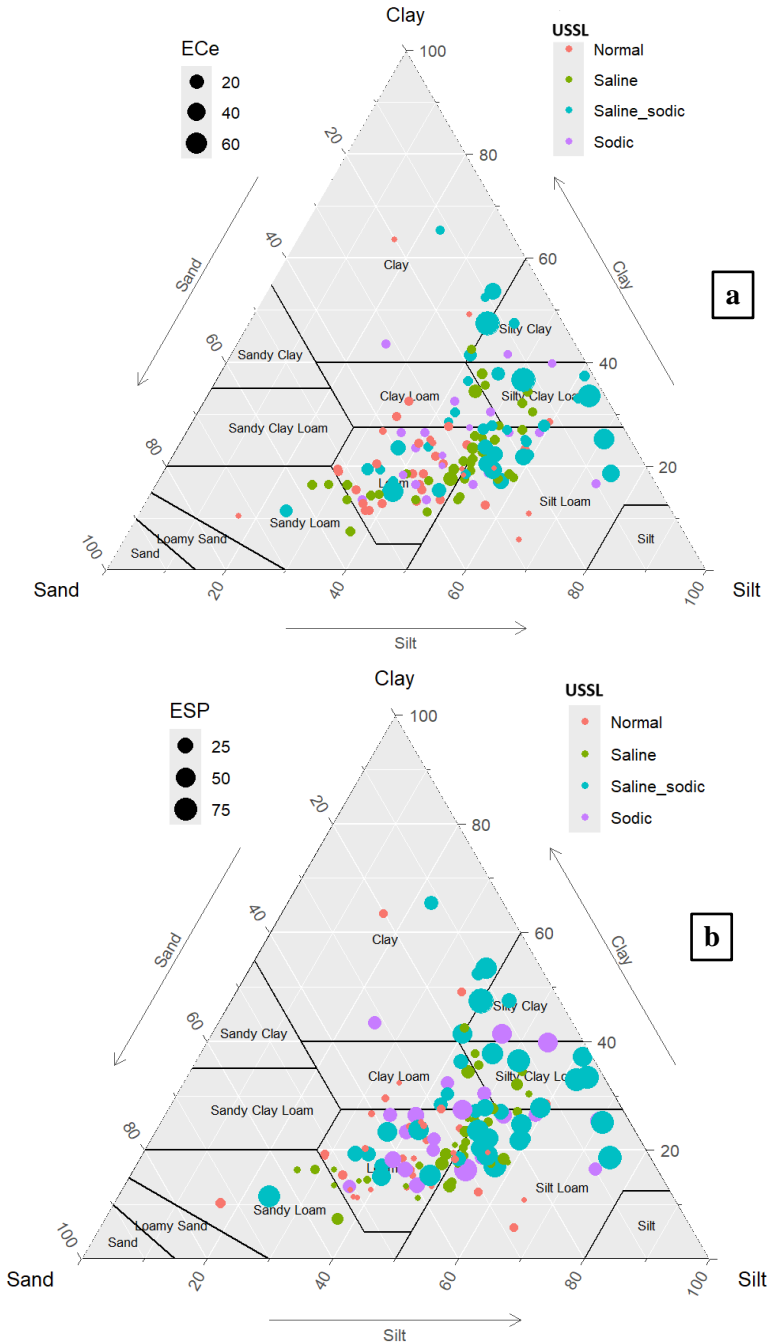 Clay
ECe
20
40
60
USSL
Normal
Saline
Saline_sodic
Sodic
100
20
80
Sand
Clay
40
60
Clay
a
Silty Clay
60
Sandy Clay
40
Clay Loam
Silty Clay Loa
Sandy Clay Loam
80
20
Loam
Silt Loam
Sandy Loam
100
Sand
Loamy Sand
Silt
Sand
20
40
60
80
100
Silt
Silt
Clay
ESP
25
50
75
USSL
Normal
Saline
Saline_sodic
Sodic
100
20
80
Sand
Clay
40
60
Clay
b
Silty Clay
60
Sandy Clay
40
Clay Loam
Silty Clay Loam
Sandy Clay Loam
80
20
Loam
Silt Loam
Sandy Loam
100
Sand
Loamy Sand
Silt
Sand
20
40
60
80
100
Silt
Silt